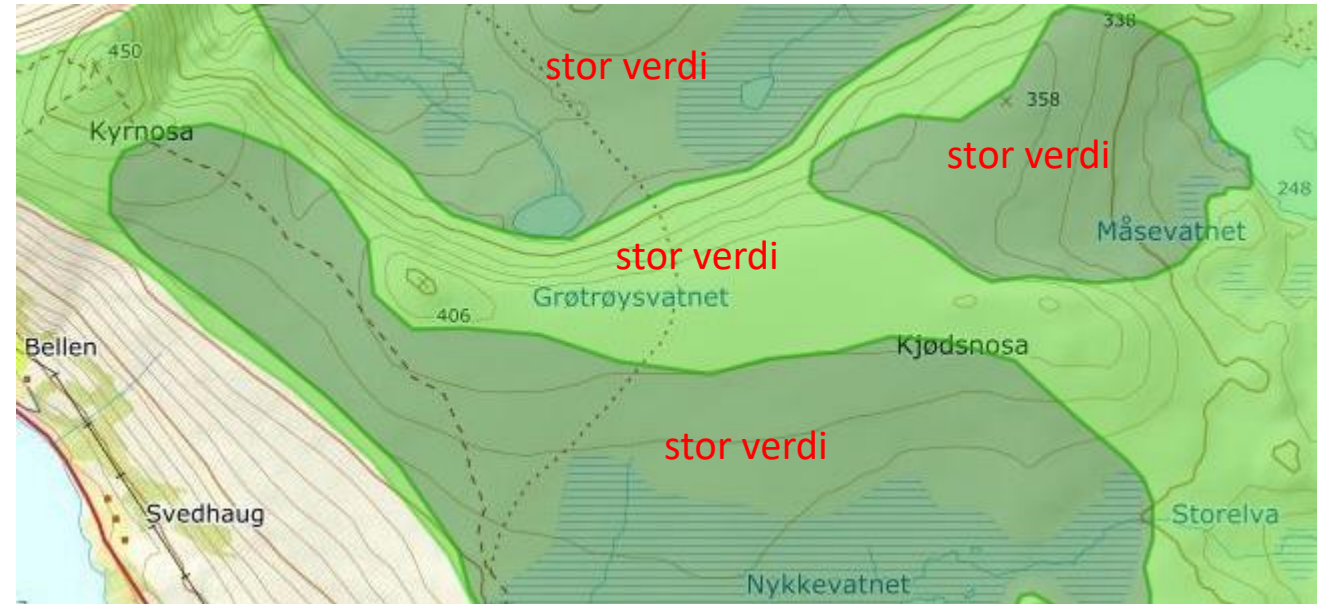 338
450
stor verdi
358
Kyrnosa
stor verdi
248
Måsevatnet
stor verdi
Grøtrøysvatnet
406
Bellen
Kjødsnosa
stor verdi
Svedhaug
Storelva
Nykkevatnet